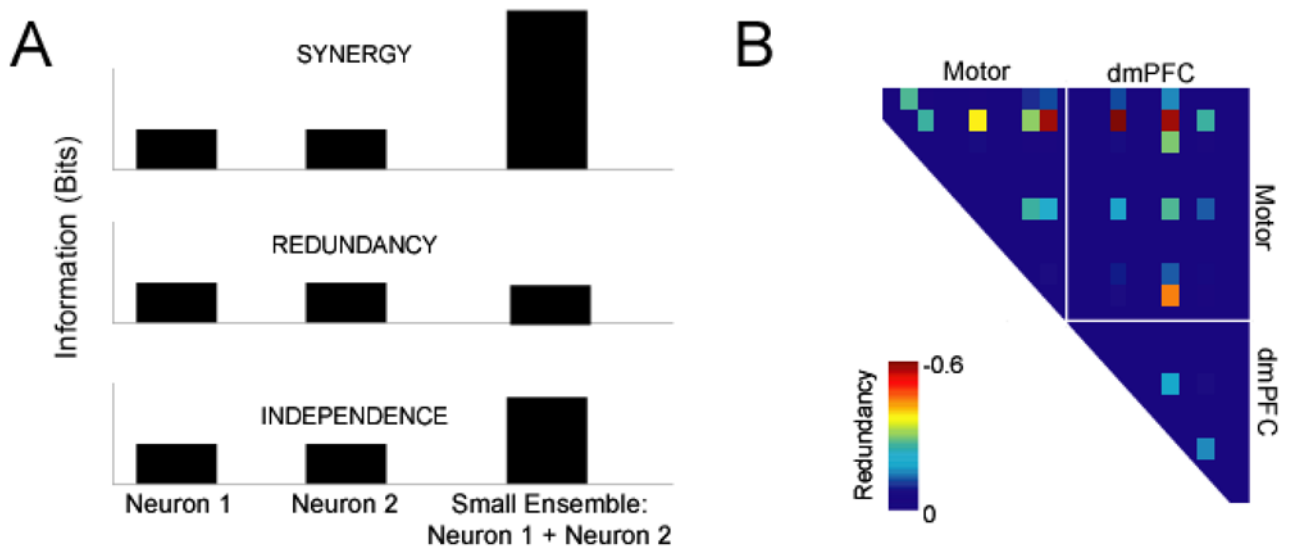 A
SYNERGY
Information (Bits)
REDUNDANCY
INDEPENDENCE
Neuron 1
Neuron 2
Small Ensemble:
Neuron 1 + Neuron 2
B
Motor
dmPFC
Motor
dmPFC
Redundancy
-0.6
0